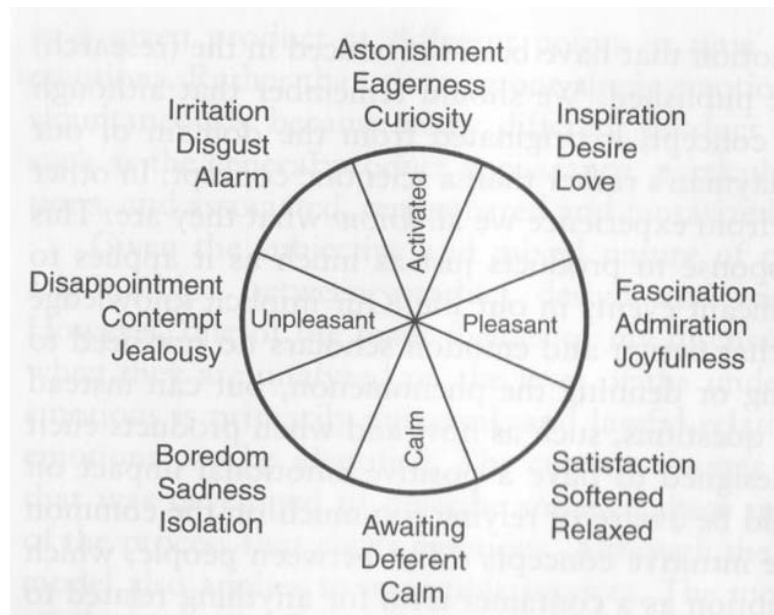 Astonishment
Eagerness
Curiosity
Irritation
Disgust
Alarm
Inspiration
Desire
Love
Activated
Disappointment
Contempt
Jealousy
Unpleasant
Pleasant
Fascination
Admiration
Joyfulness
Calm
Boredom
Sadness
Isolation
Satisfaction
Softened
Relaxed
Awaiting
Deferent
Calm